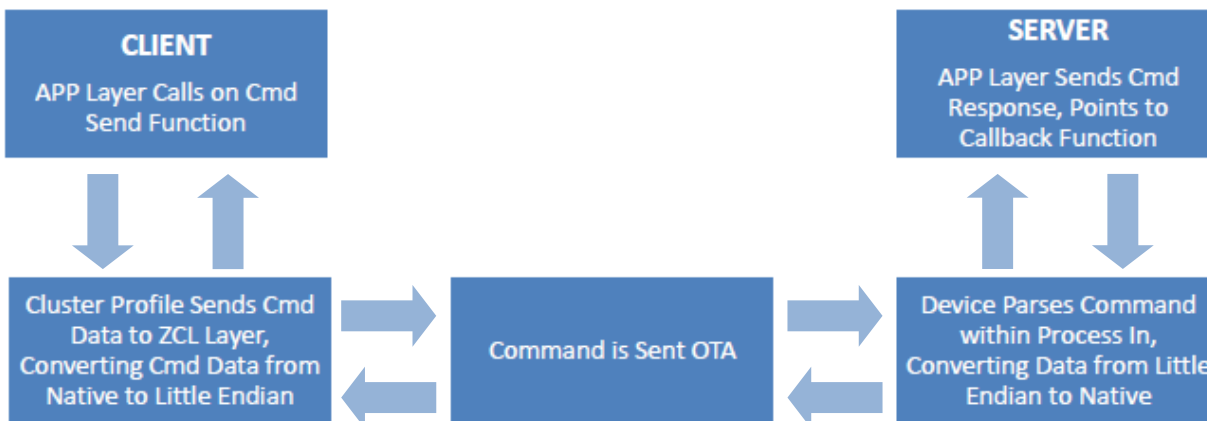 CLIENT
APP Layer Calls on Cmd
Send Function
SERVER
APP Layer Sends Cmd
Response, Points to
Callback Function
Cluster Profile Sends Cmd
Data to ZCL Layer,
Converting Cmd Data from
Native to Little Endian
Command is Sent OTA
Device Parses Command
within Process In,
Converting Data from Little
Endian to Native